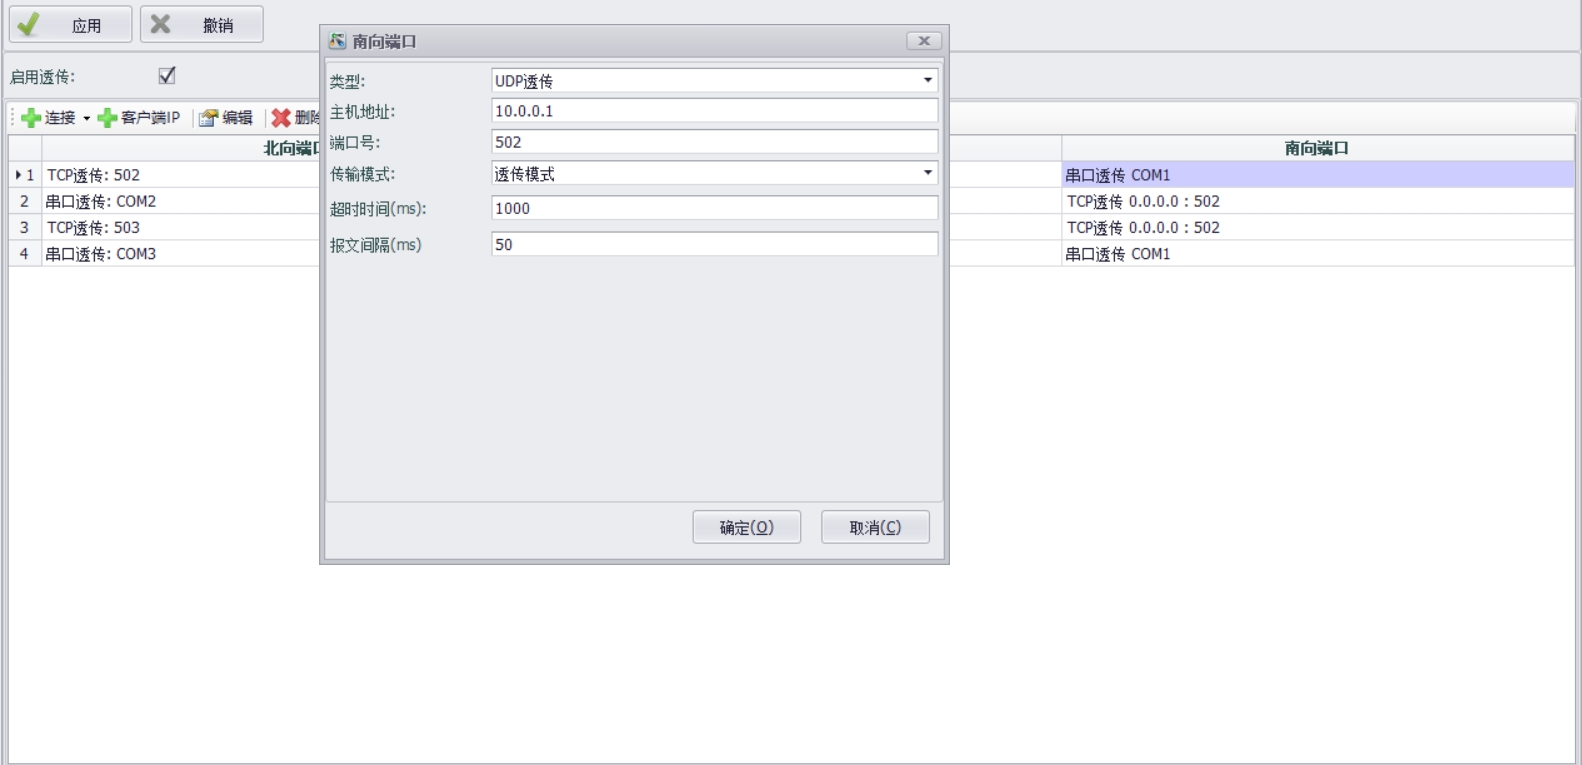 应用 撤销
南向端口
启用透传:
类型: UDP透传
主机地址: 10.0.0.1
端口号: 502
传输模式: 透传模式
超时时间(ms): 1000
报文间隔(ms) 50
确定(O) 取消(C)
连接 客户端IP 编辑 删除
北向端口 南向端口
1 TCP透传: 502 串口透传 COM1
2 串口透传: COM2 TCP透传 0.0.0.0 : 502
3 TCP透传: 503 TCP透传 0.0.0.0 : 502
4 串口透传: COM3 串口透传 COM1